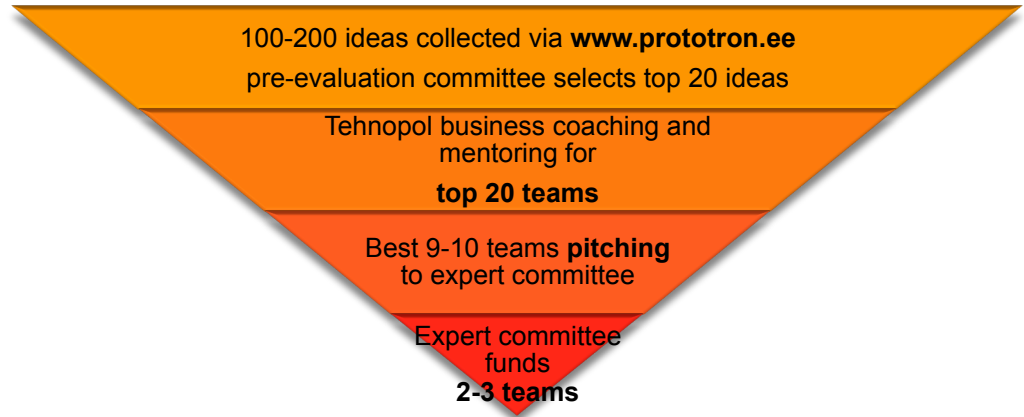 100-200 ideas collected via www.prototron.ee
pre-evaluation committee selects top 20 ideas
Tehnopol business coaching and
mentoring for
top 20 teams
Best 9-10 teams pitching
to expert committee
Expert committee
funds
2-3 teams